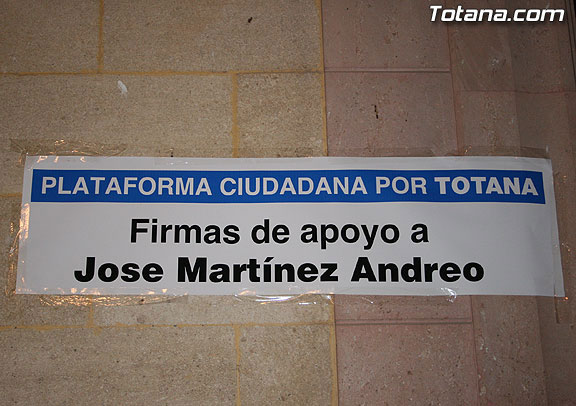 Totana.com
PLATAFORMA CIUDADANA POR TOTANA
Firmas de apoyo a
Jose Martínez Andreo